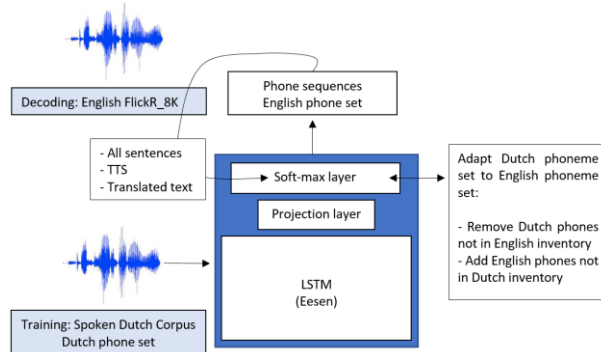 Decoding: English FlickR_8K
Phone sequences
English phone set
- All sentences
- TTS
- Translated text
Soft-max layer
Projection layer
LSTM
(Eesen)
Adapt Dutch phoneme
set to English phoneme
set:
- Remove Dutch phones
not in English inventory
- Add English phones not
in Dutch inventory
Training: Spoken Dutch Corpus
Dutch phone set